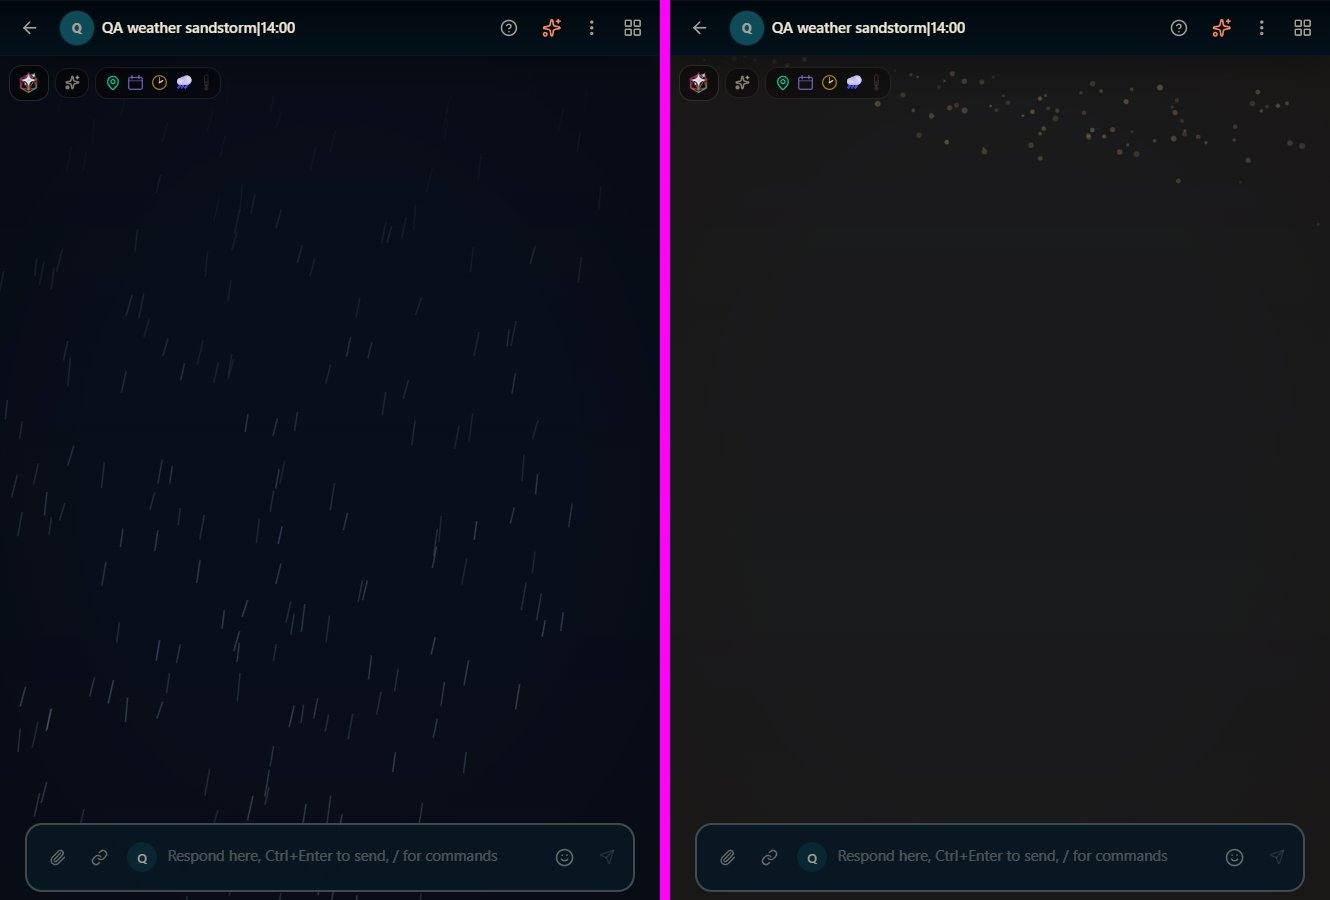 Q QA weather sandstorm|14:00
Q Respond here, Ctrl+Enter to send, / for commands
Q QA weather sandstorm|14:00
Q Respond here, Ctrl+Enter to send, / for commands